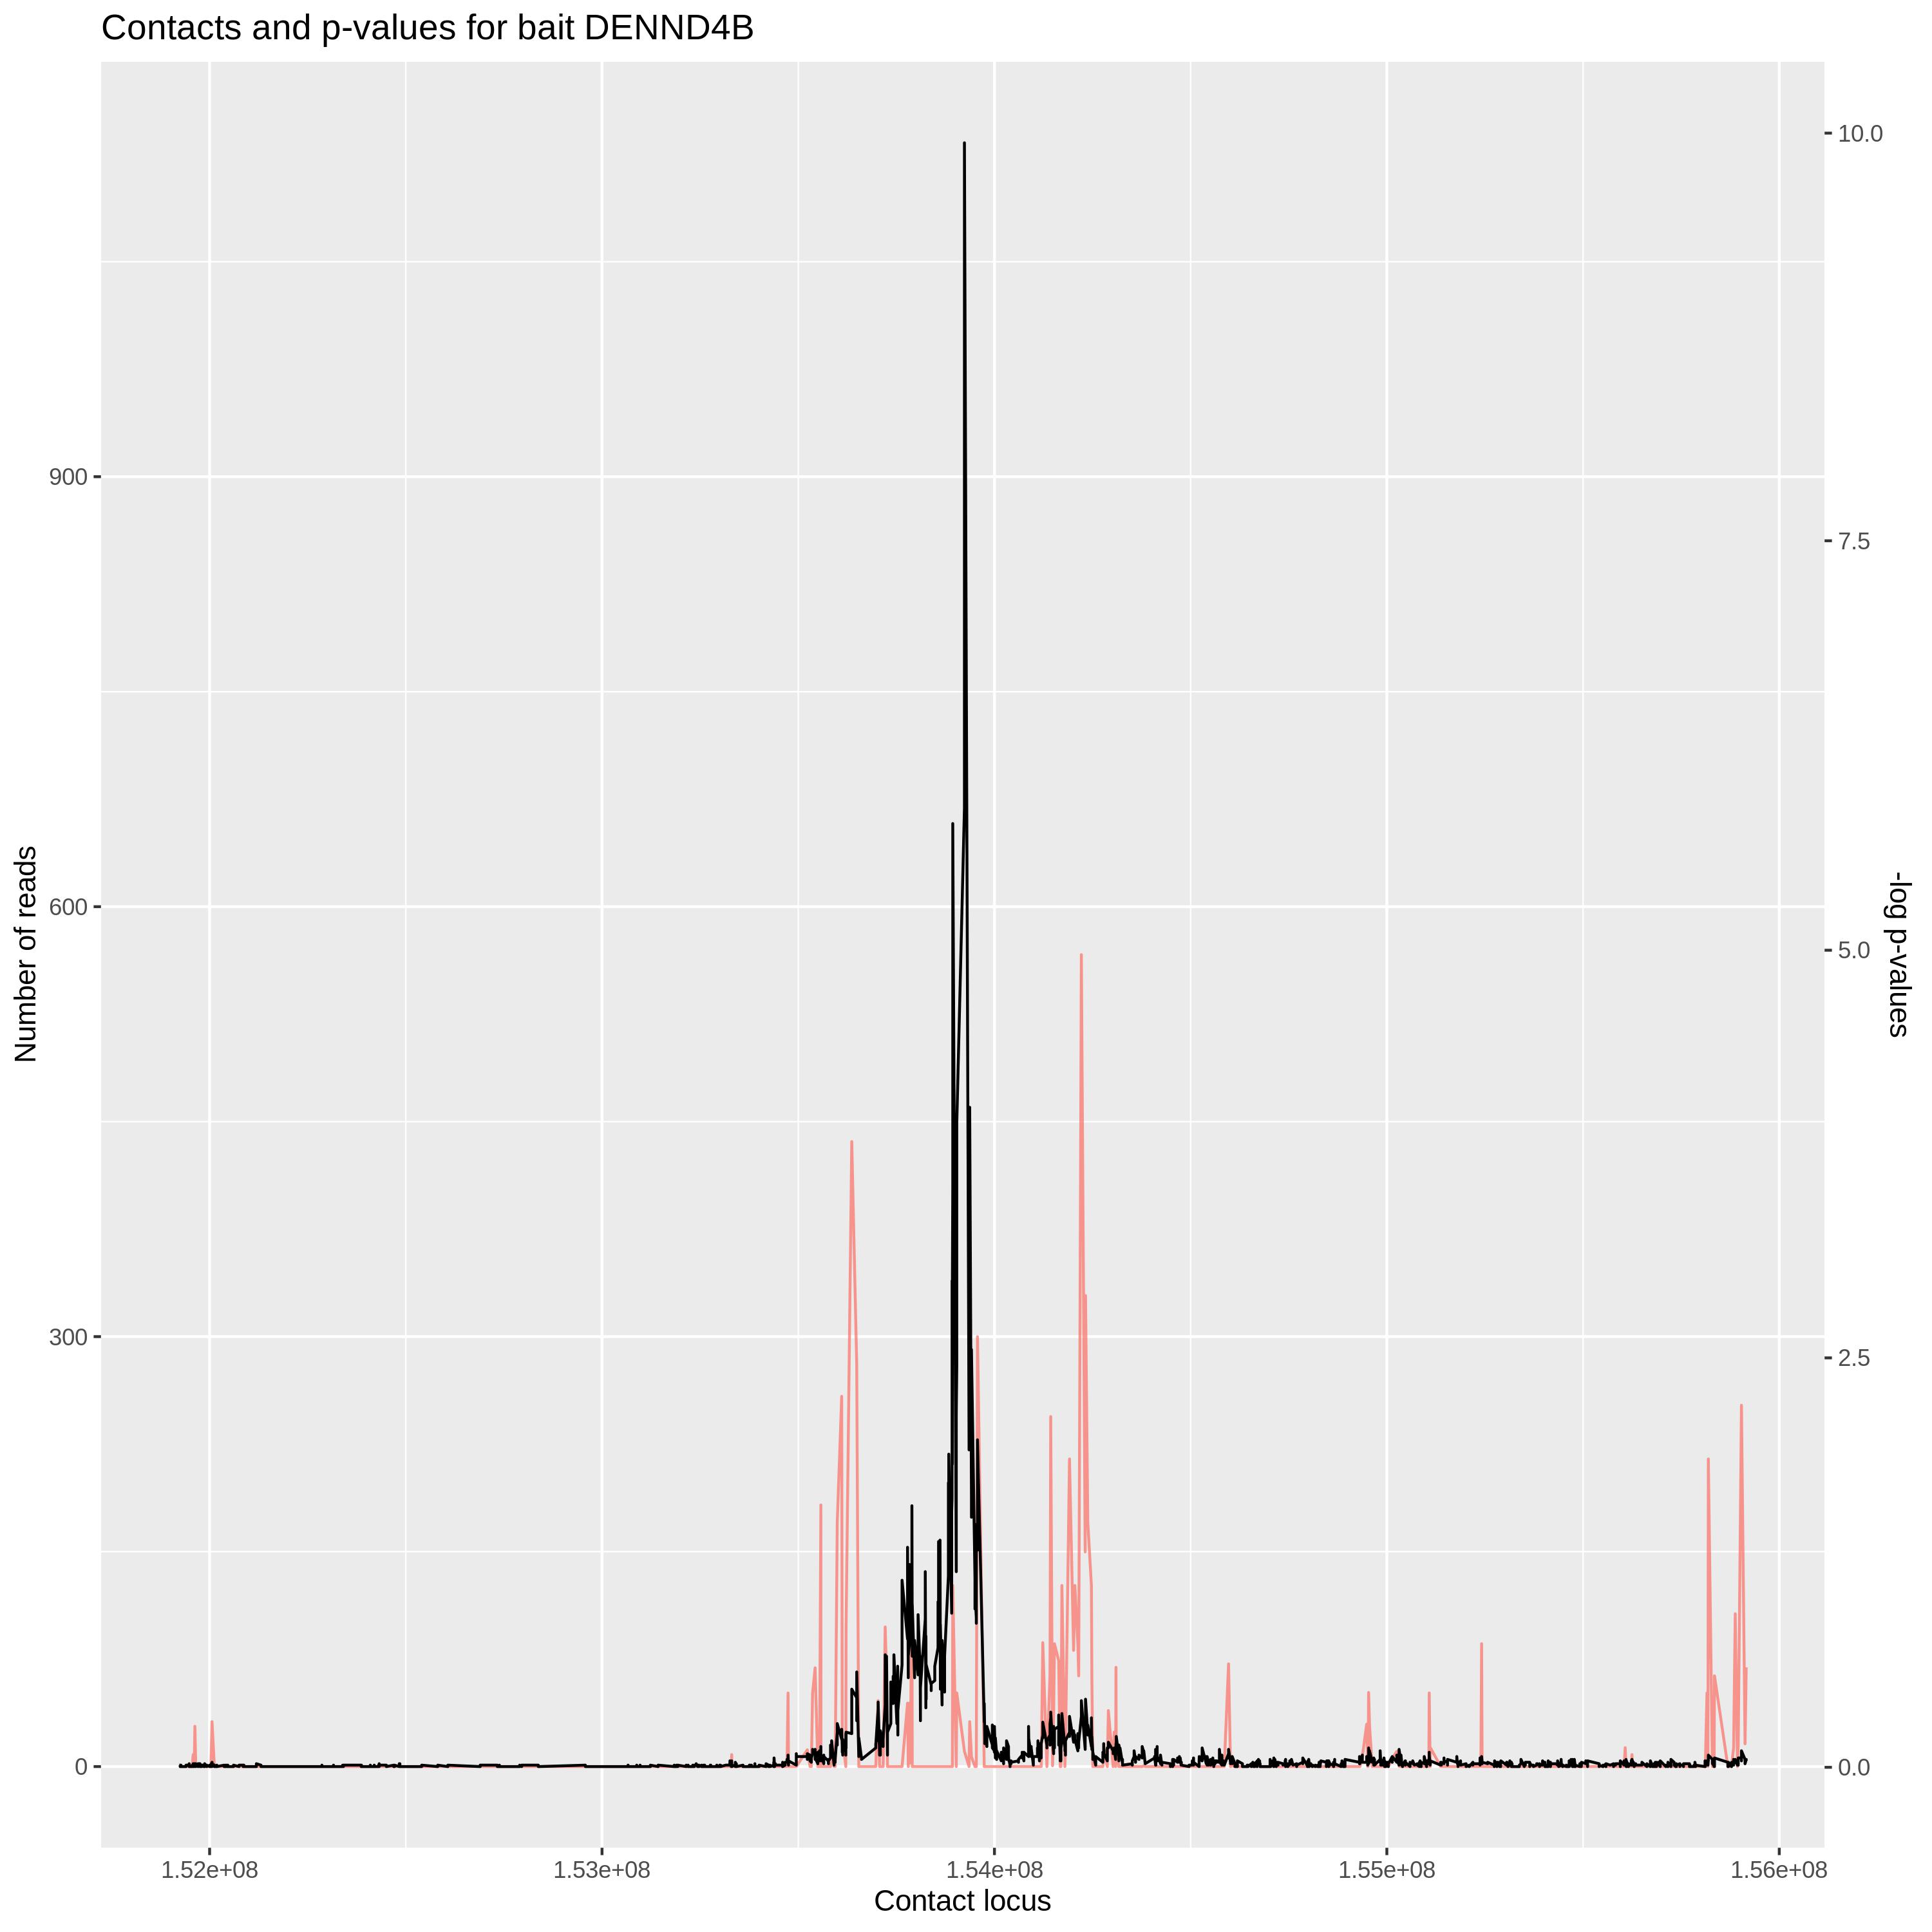 Contacts and p-values for bait DENND4B
10.0
900
7.5
600
5.0
Number of reads
-log p-values
300
2.5
0
0.0
1.52e+08 1.53e+08 1.54e+08 1.55e+08 1.56e+08
Contact locus